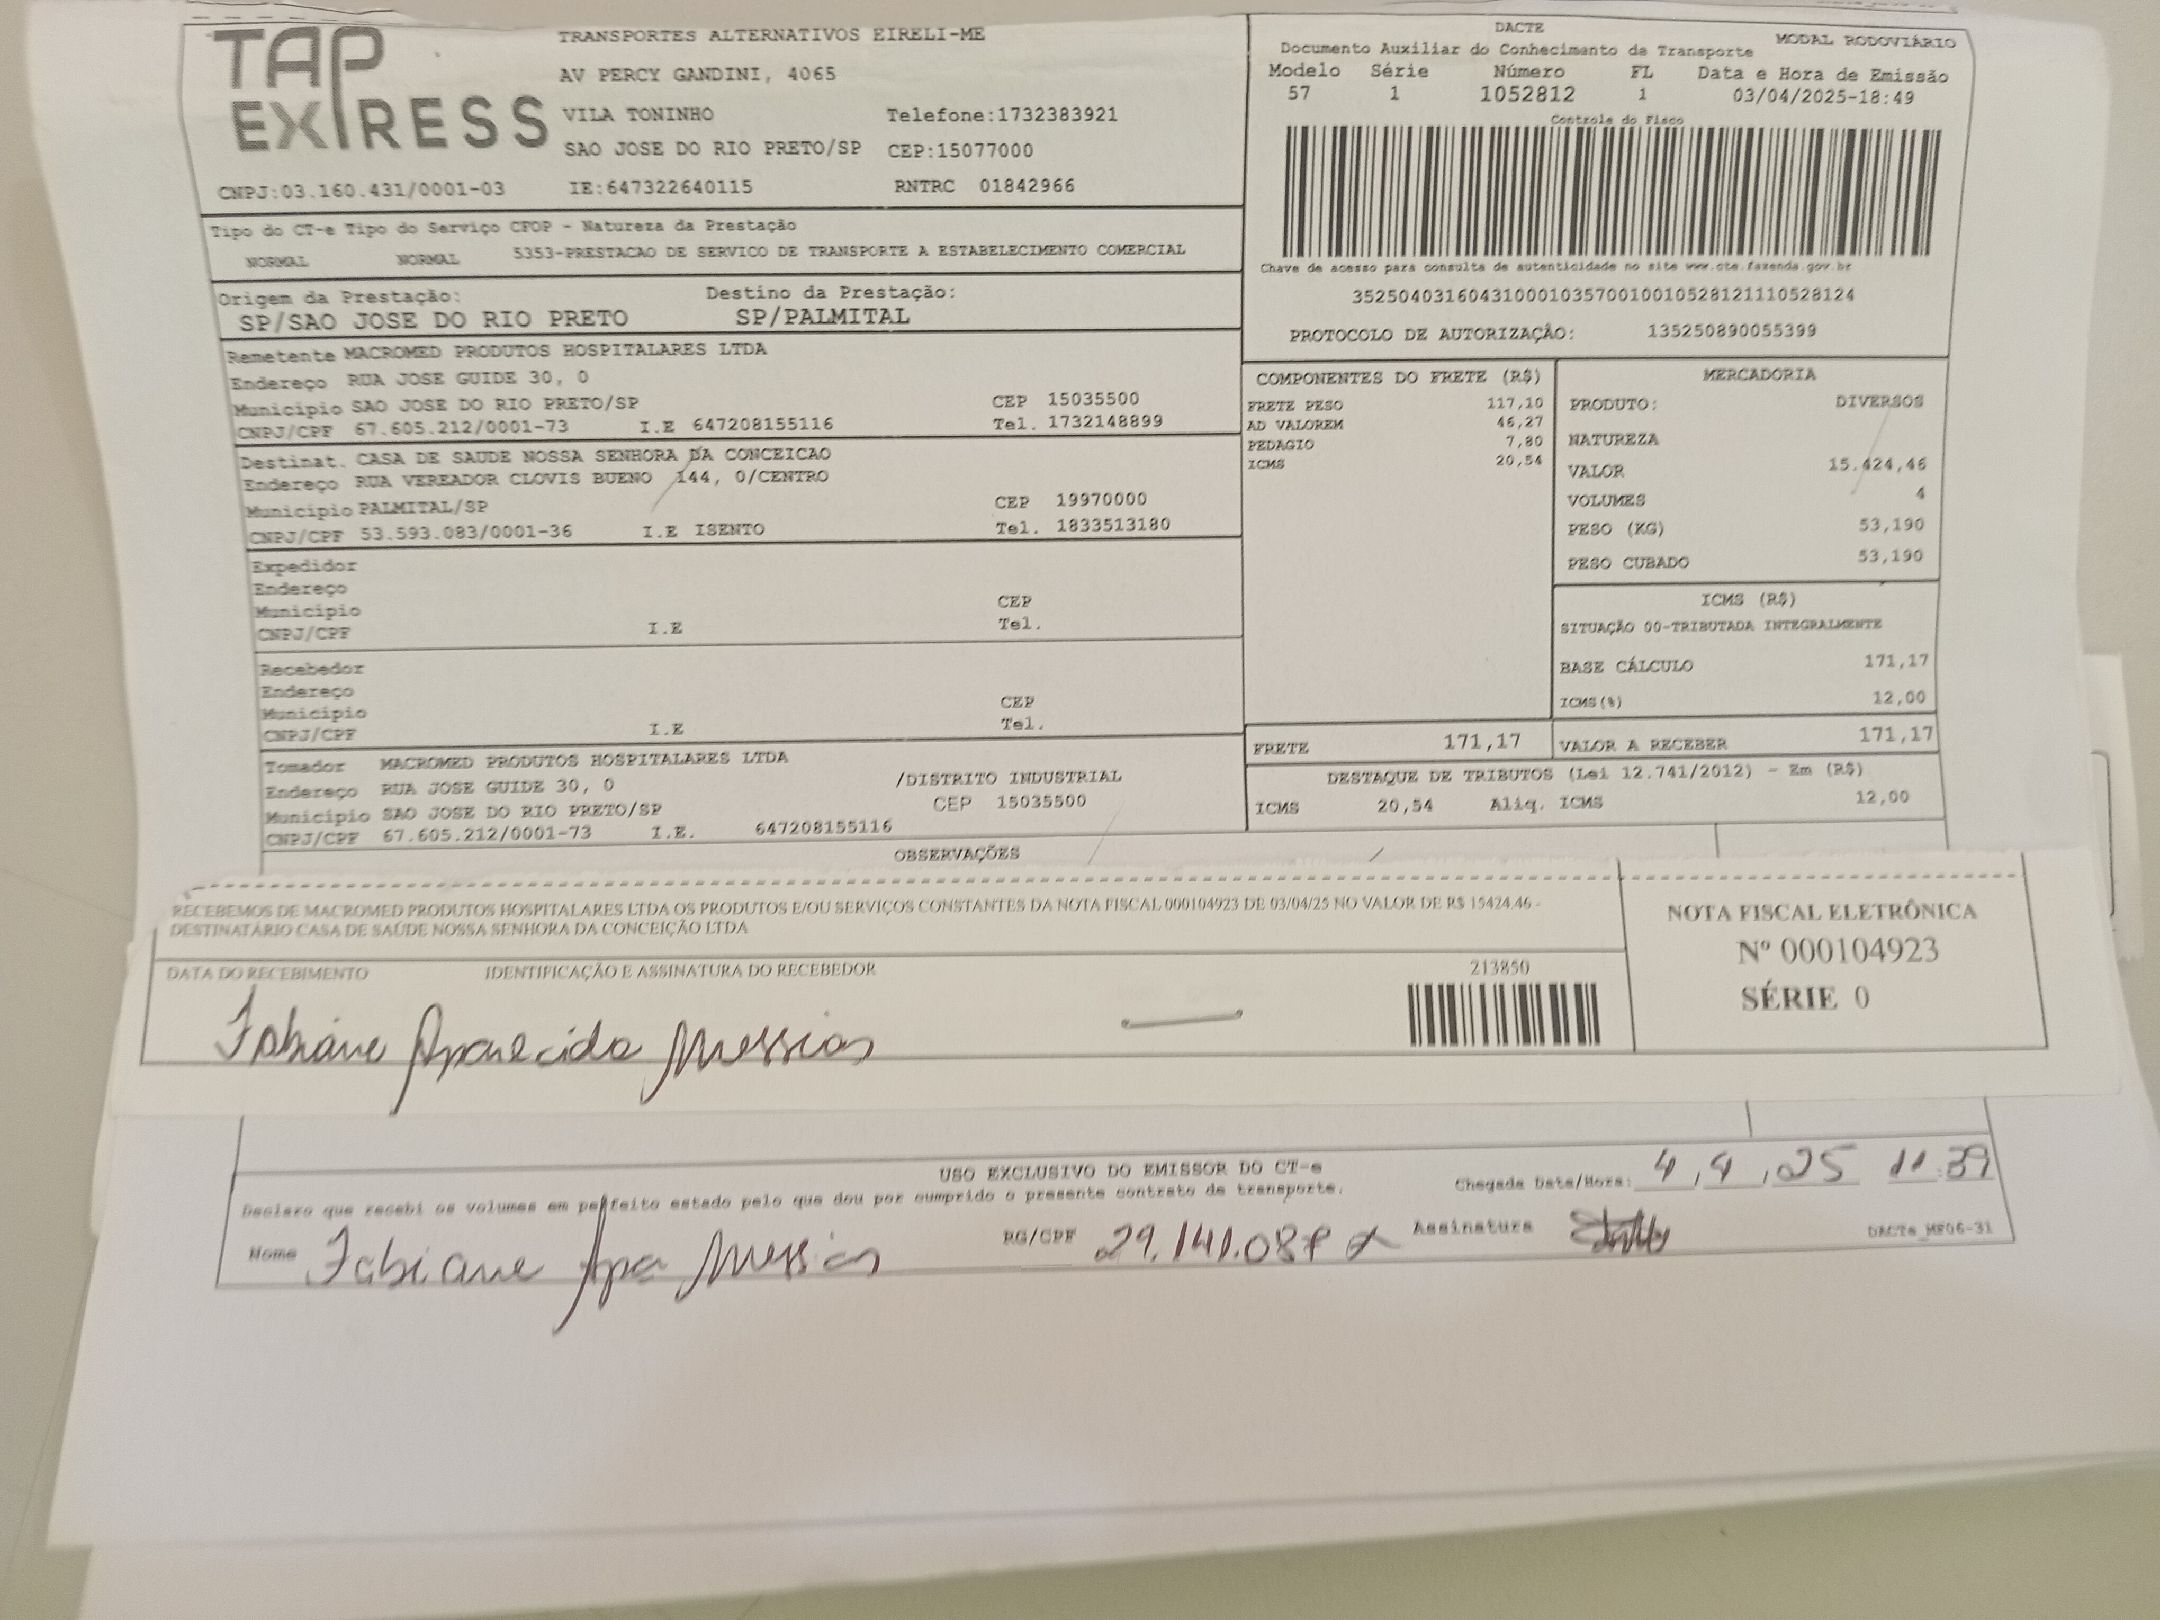 TAP EXPRESS
TRANSPORTES ALTERNATIVOS EIRELI-ME
AV PERCY GANDINI, 4065
VILA TONINHO Telefone:1732383921
SAO JOSE DO RIO PRETO/SP CEP:15077000
CNPJ:03.160.431/0001-03 IE:647322640115 RNTRC 01842966
DACTE
Documento Auxiliar do Conhecimento de Transporte MODAL RODOVIÁRIO
Modelo Série Número FL Data e Hora de Emissão
57 1 1052812 1 03/04/2025-18:49
Controle do Fisco
Chave de acesso para consulta de autenticidade no site www.cte.fazenda.gov.br
35250403160431000103570010010528121110528124
PROTOCOLO DE AUTORIZAÇÃO: 135250890055399
Tipo do CT-e Tipo do Serviço CFOP - Natureza da Prestação
NORMAL NORMAL 5353-PRESTACAO DE SERVICO DE TRANSPORTE A ESTABELECIMENTO COMERCIAL
Origem da Prestação: Destino da Prestação:
SP/SAO JOSE DO RIO PRETO SP/PALMITAL
Remetente MACROMED PRODUTOS HOSPITALARES LTDA
Endereço RUA JOSE GUIDE 30, 0
Município SAO JOSE DO RIO PRETO/SP CEP 15035500
CNPJ/CPF 67.605.212/0001-73 I.E 647208155116 Tel. 1732148899
Destinat. CASA DE SAUDE NOSSA SENHORA DA CONCEICAO
Endereço RUA VEREADOR CLOVIS BUENO 144, 0/CENTRO
Município PALMITAL/SP CEP 19970000
CNPJ/CPF 53.593.083/0001-36 I.E ISENTO Tel. 1833513180
Expedidor
Endereço
Município CEP
CNPJ/CPF I.E Tel.
Recebedor
Endereço
Município CEP
CNPJ/CPF I.E Tel.
Tomador MACROMED PRODUTOS HOSPITALARES LTDA
Endereço RUA JOSE GUIDE 30, 0 /DISTRITO INDUSTRIAL
Município SAO JOSE DO RIO PRETO/SP CEP 15035500
CNPJ/CPF 67.605.212/0001-73 I.E. 647208155116
COMPONENTES DO FRETE (R$)
FRETE PESO 117,10
AD VALOREM 46,27
PEDAGIO 7,80
ICMS 20,54
MERCADORIA
PRODUTO: DIVERSOS
NATUREZA
VALOR 15.424,46
VOLUMES 4
PESO (KG) 53,190
PESO CUBADO 53,190
ICMS (R$)
SITUAÇÃO 00-TRIBUTADA INTEGRALMENTE
BASE CÁLCULO 171,17
ICMS(%) 12,00
FRETE 171,17 VALOR A RECEBER 171,17
DESTAQUE DE TRIBUTOS (Lei 12.741/2012) - Em (R$)
ICMS 20,54 Aliq. ICMS 12,00
OBSERVAÇÕES
RECEBEMOS DE MACROMED PRODUTOS HOSPITALARES LTDA OS PRODUTOS E/OU SERVIÇOS CONSTANTES DA NOTA FISCAL 000104923 DE 03/04/25 NO VALOR DE R$ 15424,46 -
DESTINATÁRIO CASA DE SAÚDE NOSSA SENHORA DA CONCEIÇÃO LTDA
DATA DO RECEBIMENTO IDENTIFICAÇÃO E ASSINATURA DO RECEBEDOR 213850
Fabiane Aparecida Messias
NOTA FISCAL ELETRÔNICA
Nº 000104923
SÉRIE 0
USO EXCLUSIVO DO EMISSOR DO CT-e
Declaro que recebi os volumes em perfeito estado pelo que dou por cumprido o presente contrato de transporte.
Chegada Data/Hora: 4,4,25 11:39
Nome Fabiane Apa Messias RG/CPF Assinatura DACTe_MF06-31